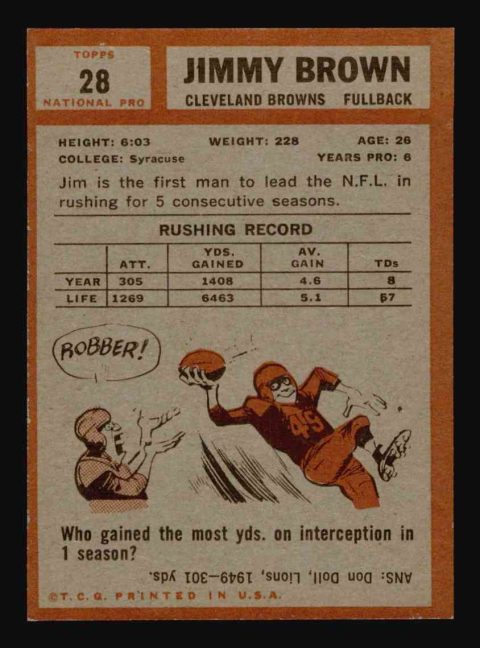 TOPPS
28
NATIONAL PRO
JIMMY BROWN
CLEVELAND BROWNS FULLBACK
HEIGHT: 6:03 WEIGHT: 228 AGE: 26
COLLEGE: Syracuse YEARS PRO: 6
Jim is the first man to lead the N.F.L. in
rushing for 5 consecutive seasons.
RUSHING RECORD
ATT. YDS. GAINED AV. GAIN TDs
YEAR 305 1408 4.6 8
LIFE 1269 6463 5.1 57
ROBBER!
49
Who gained the most yds. on interception in
1 season?
ANS: Don Doll, Lions, 1949—301 yds.
©T.C.G. PRINTED IN U.S.A.